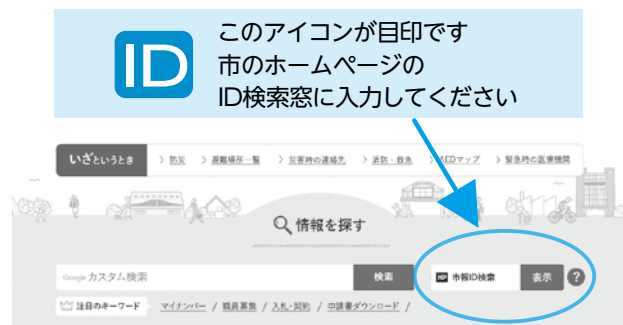 ID
このアイコンが目印です
市のホームページの
ID検索窓に入力してください
いざというとき > 防災 > 避難場所一覧 > 災害時の連絡先 > 消防・救急 > AEDマップ > 緊急時の医療機関
情報を探す
Google カスタム検索 検索 HP 市報ID検索 表示 ?
注目のキーワード マイナンバー / 職員募集 / 入札・契約 / 申請書ダウンロード /